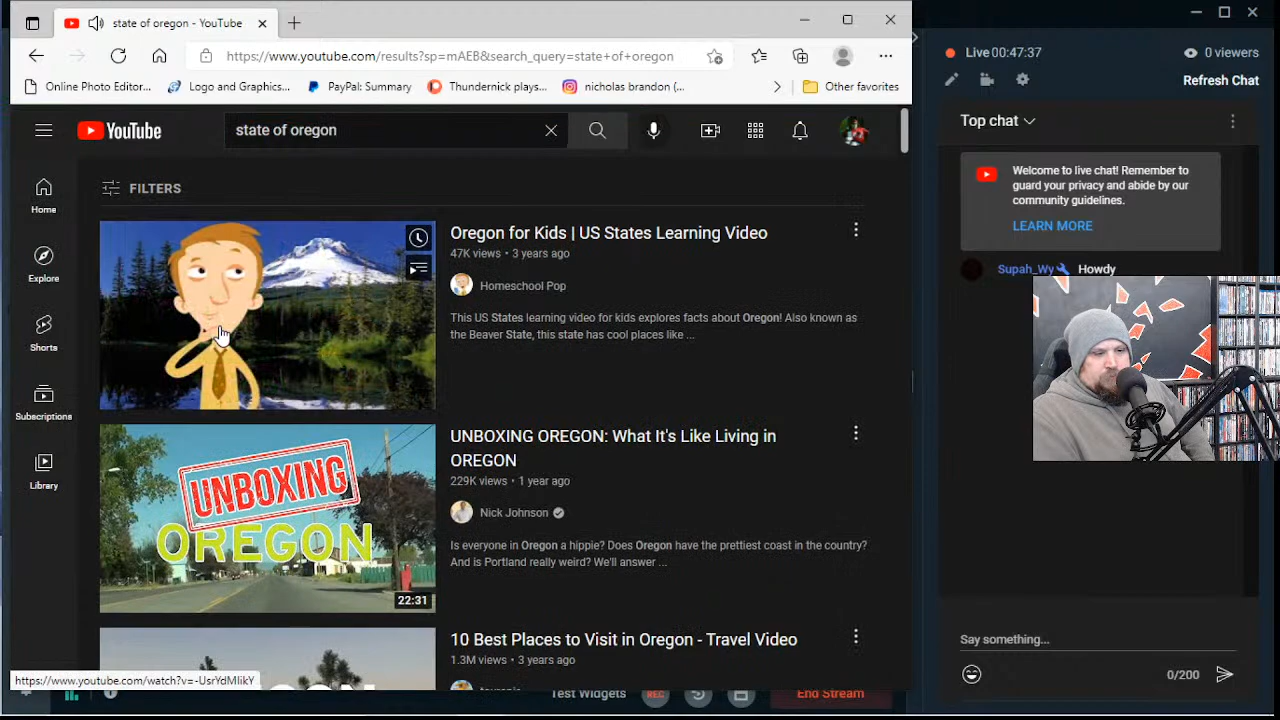 state of oregon - YouTube
https://www.youtube.com/results?sp=mAEB&search_query=state+of+oregon
Online Photo Editor...
Logo and Graphics...
PayPal: Summary
Thundernick plays...
nicholas brandon (...
Other favorites
YouTube
state of oregon
FILTERS
Home
Explore
Shorts
Subscriptions
Library
Oregon for Kids | US States Learning Video
47K views • 3 years ago
Homeschool Pop
This US States learning video for kids explores facts about Oregon! Also known as
the Beaver State, this state has cool places like ...
UNBOXING
OREGON
22:31
UNBOXING OREGON: What It's Like Living in
OREGON
229K views • 1 year ago
Nick Johnson
Is everyone in Oregon a hippie? Does Oregon have the prettiest coast in the country?
And is Portland really weird? We'll answer ...
10 Best Places to Visit in Oregon - Travel Video
1.3M views • 3 years ago
https://www.youtube.com/watch?v=-UsrYdMlikY
Test Widgets
REC
End Stream
Live 00:47:37
0 viewers
Refresh Chat
Top chat
Welcome to live chat! Remember to
guard your privacy and abide by our
community guidelines.
LEARN MORE
Supah_Wy
Howdy
Say something...
0/200